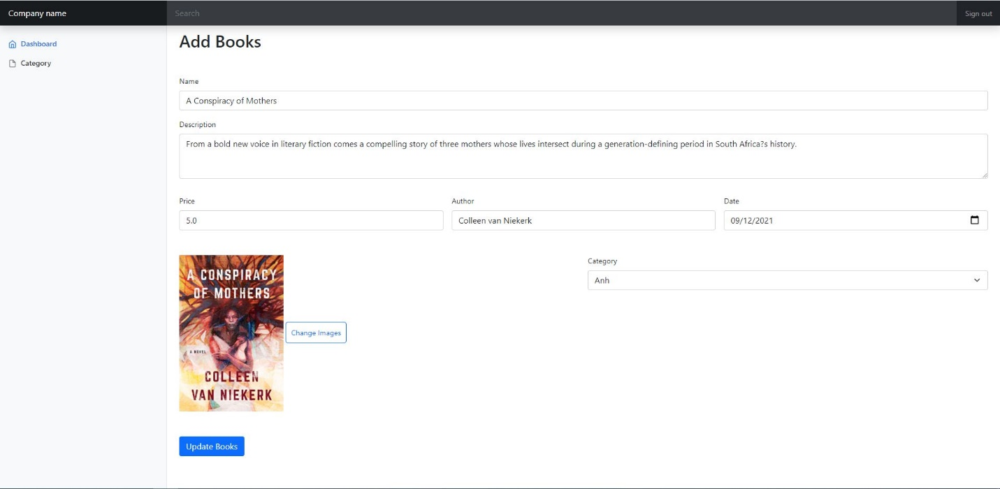 Company name
Search
Sign out
Dashboard
Category
Add Books
Name
A Conspiracy of Mothers
Description
From a bold new voice in literary fiction comes a compelling story of three mothers whose lives intersect during a generation-defining period in South Africa?s history.
Price
Author
Date
5.0
Colleen van Niekerk
09/12/2021
Category
Anh
A CONSPIRACY
OF MOTHERS
A NOVEL
COLLEEN
VAN NIEKERK
Change Images
Update Books